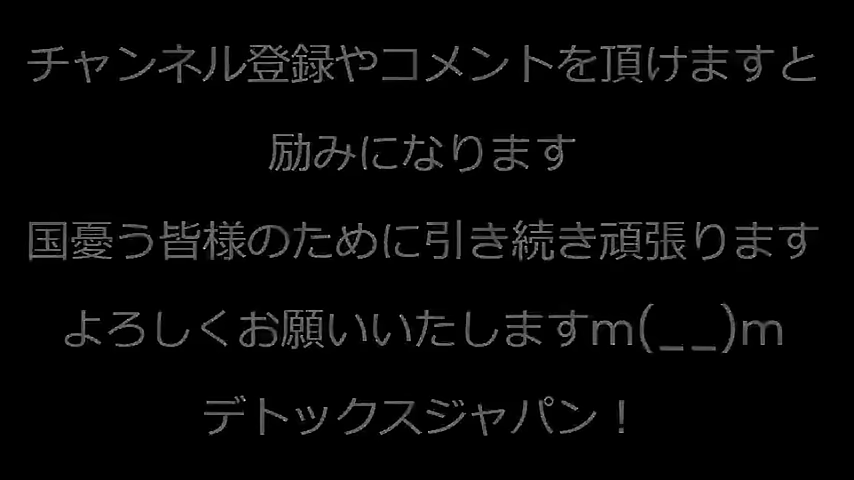 チャンネル登録やコメントを頂けますと
励みになります
国憂う皆様のために引き続き頑張ります
よろしくお願いいたしますm(__)m
デトックスジャパン！